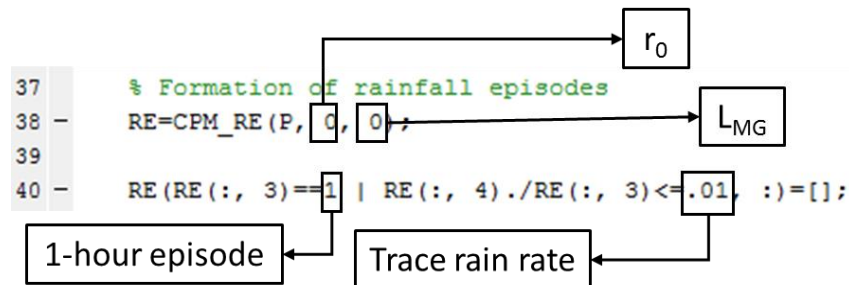 r₀
37 % Formation of rainfall episodes
38 - RE=CPM_RE(P, 0, 0);
L_MG
39
40 - RE(RE(:, 3)==1 | RE(:, 4)./RE(:, 3)<=.01, :)=[];
1-hour episode
Trace rain rate